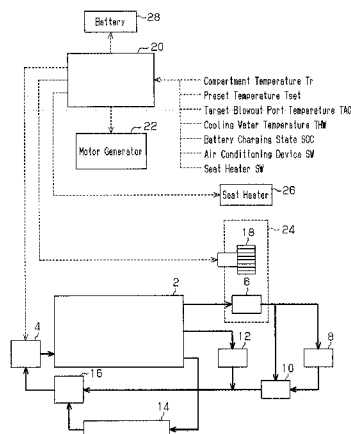 Battery
28
20
Compartment Temperature Tr
Preset Temperature Tset
Target Blowout Port Temperature TAO
Cooling Water Temperature THW
Battery Charging State SOC
Air Conditioning Device SW
Seat Heater SW
22
Motor Generator
26
Seat Heater
24
18
2
6
4
12
8
16
10
14